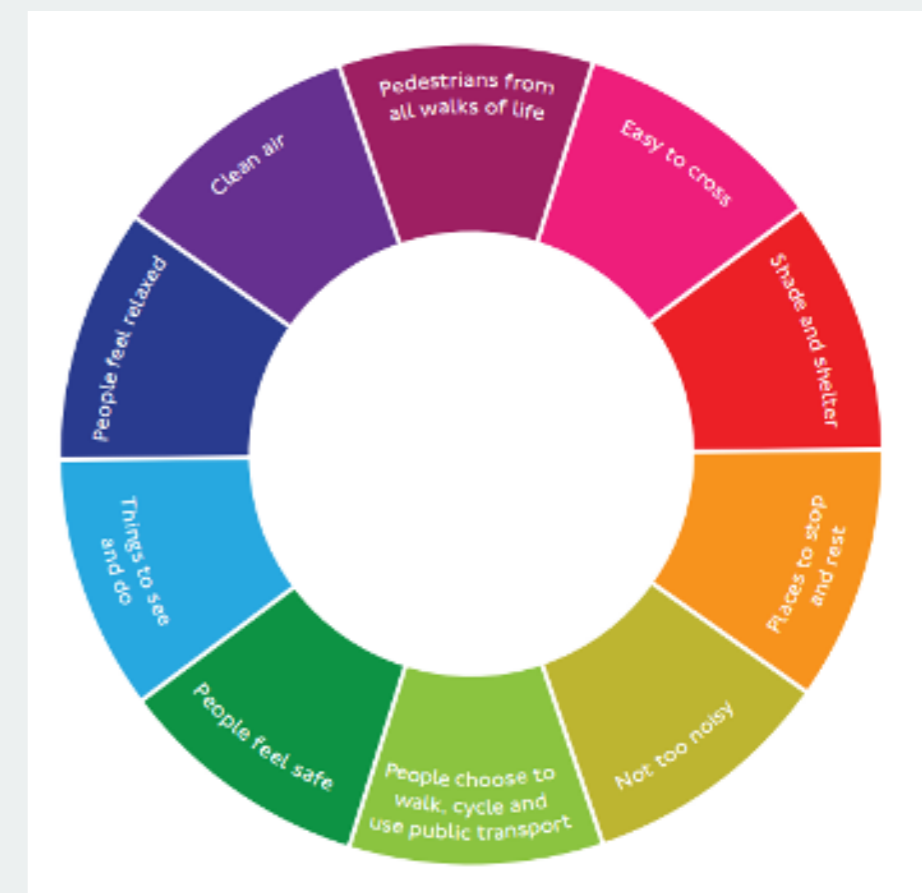 Pedestrians from
all walks of life
Easy to cross
Shade and shelter
Places to stop
and rest
Not too noisy
People choose to
walk, cycle and
use public transport
People feel safe
Things to see
and do
People feel relaxed
Clean air